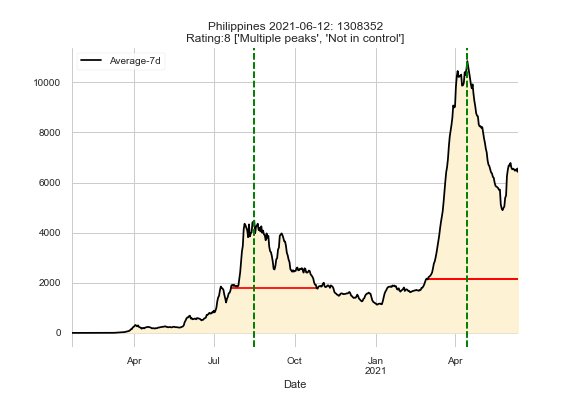 Philippines 2021-06-12: 1308352
Rating:8 ['Multiple peaks', 'Not in control']
Average-7d
10000
8000
6000
4000
2000
0
Apr
Jul
Oct
Jan
2021
Apr
Date